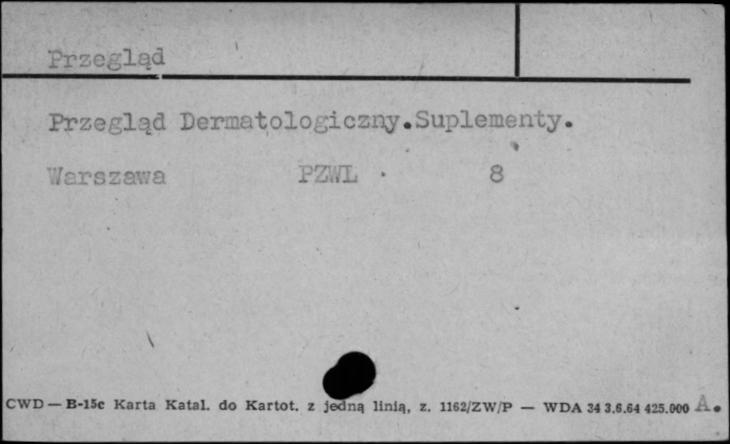 Przegląd
Przegląd Dermatologiczny.Suplementy.
Warszawa PZWL 8
CWD — B-15c Karta Katal. do Kartot. z jedną linią, z. 1162/ZW/P — WDA 34 3.6.64 425.000 A.